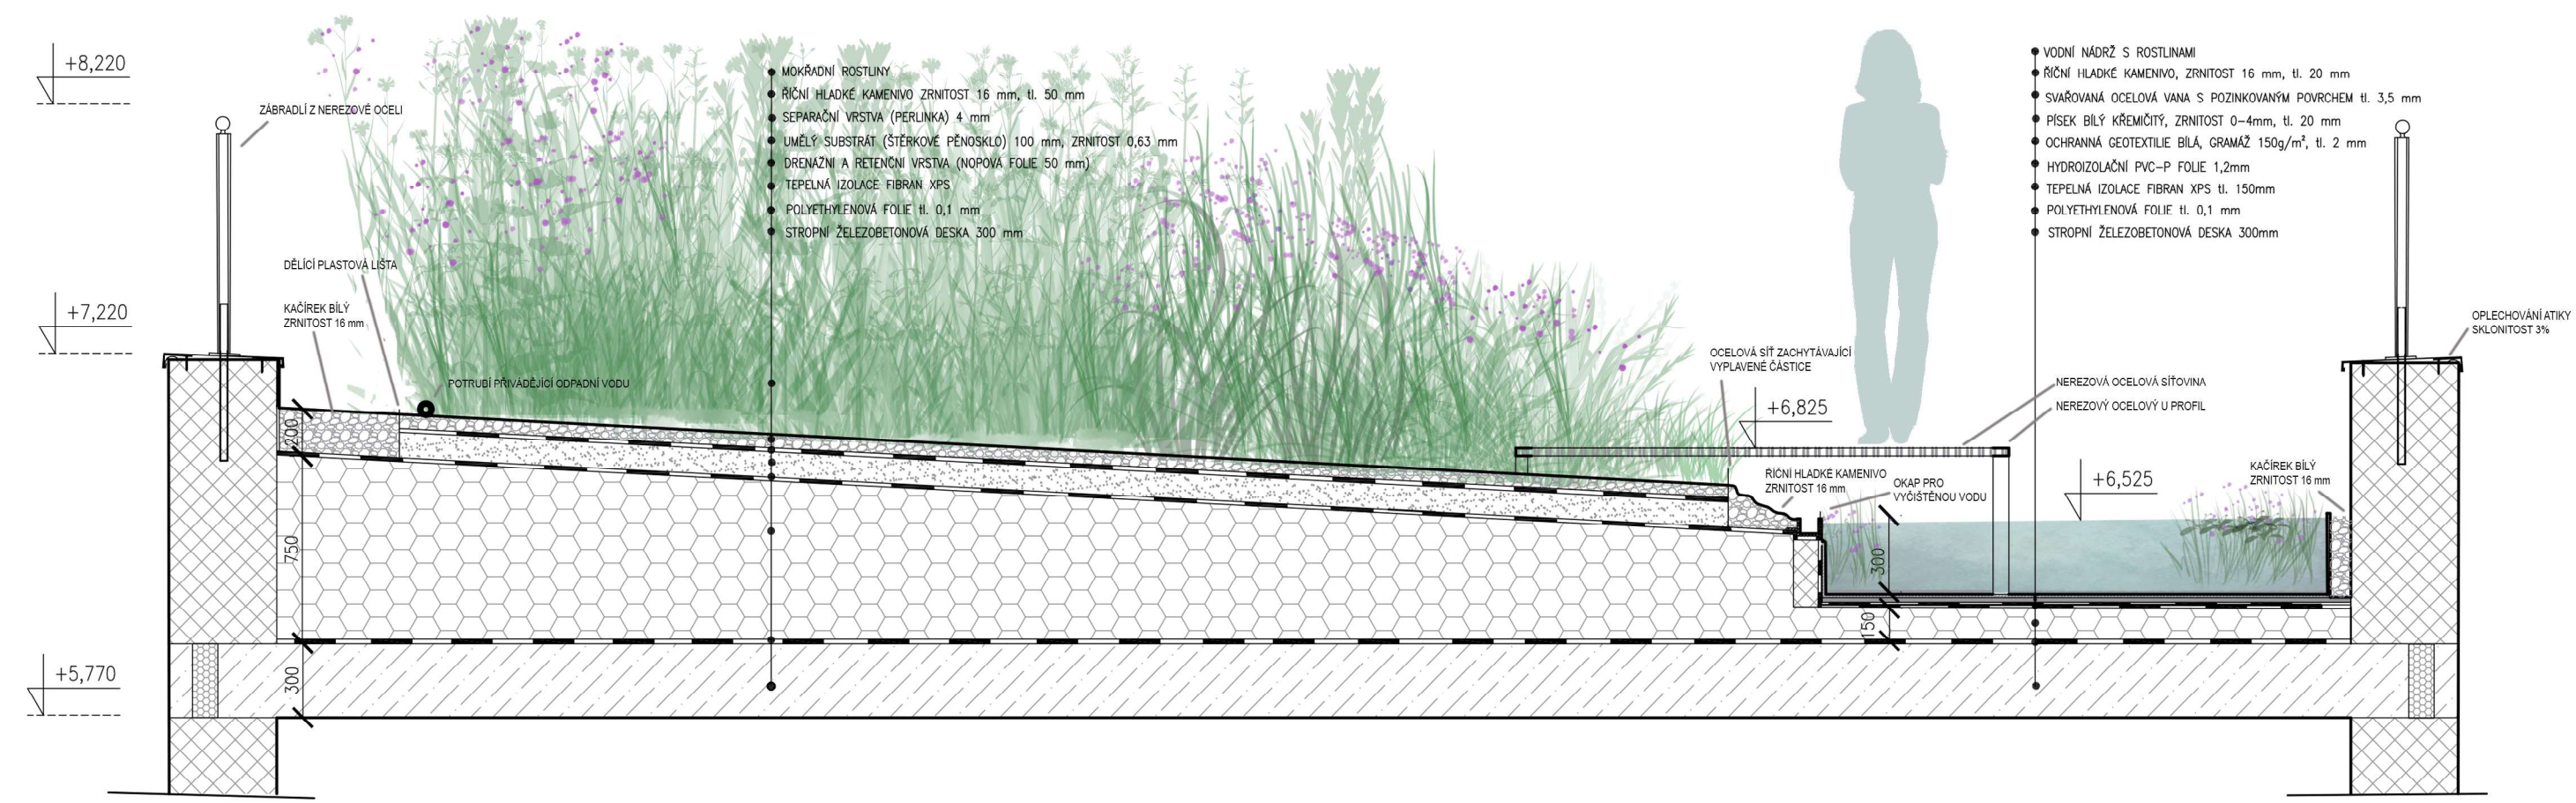 +8,220
+7,220
+5,770
ZÁBRADLÍ Z NEREZOVÉ OCELI
DĚLÍCÍ PLASTOVÁ LIŠTA
KAČÍREK BÍLÝ
ZRNITOST 16 mm
POTRUBÍ PŘIVÁDĚJÍCÍ ODPADNÍ VODU
200
750
300
MOKŘADNÍ ROSTLINY
ŘÍČNÍ HLADKÉ KAMENIVO ZRNITOST 16 mm, tl. 50 mm
SEPARAČNÍ VRSTVA (PERLINKA) 4 mm
UMĚLÝ SUBSTRÁT (ŠTĚRKOVÉ PĚNOSKLO) 100 mm, ZRNITOST 0,63 mm
DRENÁŽNI A RETENČNÍ VRSTVA (NOPOVÁ FOLIE 50 mm)
TEPELNÁ IZOLACE FIBRAN XPS
POLYETHYLENOVÁ FOLIE tl. 0,1 mm
STROPNÍ ŽELEZOBETONOVÁ DESKA 300 mm
OCELOVÁ SÍŤ ZACHYTÁVAJÍCÍ
VYPLAVENÉ ČÁSTICE
+6,825
ŘÍČNÍ HLADKÉ KAMENIVO
ZRNITOST 16 mm
OKAP PRO
VYČIŠTĚNOU VODU
300
150
VODNÍ NÁDRŽ S ROSTLINAMI
ŘÍČNÍ HLADKÉ KAMENIVO, ZRNITOST 16 mm, tl. 20 mm
SVAŘOVANÁ OCELOVÁ VANA S POZINKOVANÝM POVRCHEM tl. 3,5 mm
PÍSEK BÍLÝ KŘEMIČITÝ, ZRNITOST 0-4mm, tl. 20 mm
OCHRANNÁ GEOTEXTILIE BÍLÁ, GRAMÁŽ 150g/m², tl. 2 mm
HYDROIZOLAČNÍ PVC-P FOLIE 1,2mm
TEPELNÁ IZOLACE FIBRAN XPS tl. 150mm
POLYETHYLENOVÁ FOLIE tl. 0,1 mm
STROPNÍ ŽELEZOBETONOVÁ DESKA 300mm
NEREZOVÁ OCELOVÁ SÍŤOVINA
NEREZOVÝ OCELOVÝ U PROFIL
+6,525
KAČÍREK BÍLÝ
ZRNITOST 16 mm
OPLECHOVÁNÍ ATIKY
SKLONITOST 3%